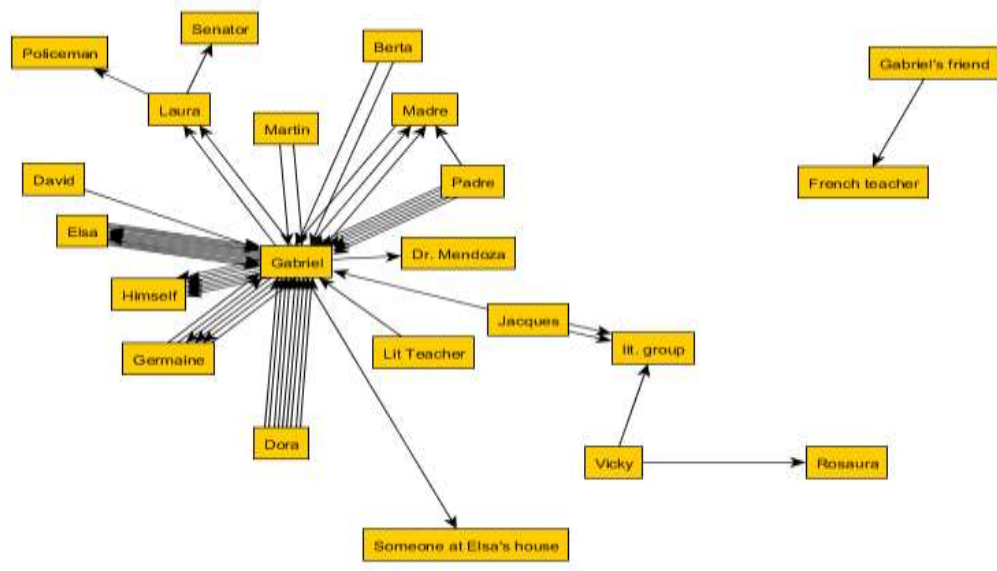 Senator
Policeman
Berta
Gabriel's friend
Laura
Madre
Martin
David
Padre
French teacher
Elsa
Dr. Mendoza
Gabriel
Himself
Jacques
lit. group
Germaine
Lit Teacher
Dora
Vicky
Rosaura
Someone at Elsa's house